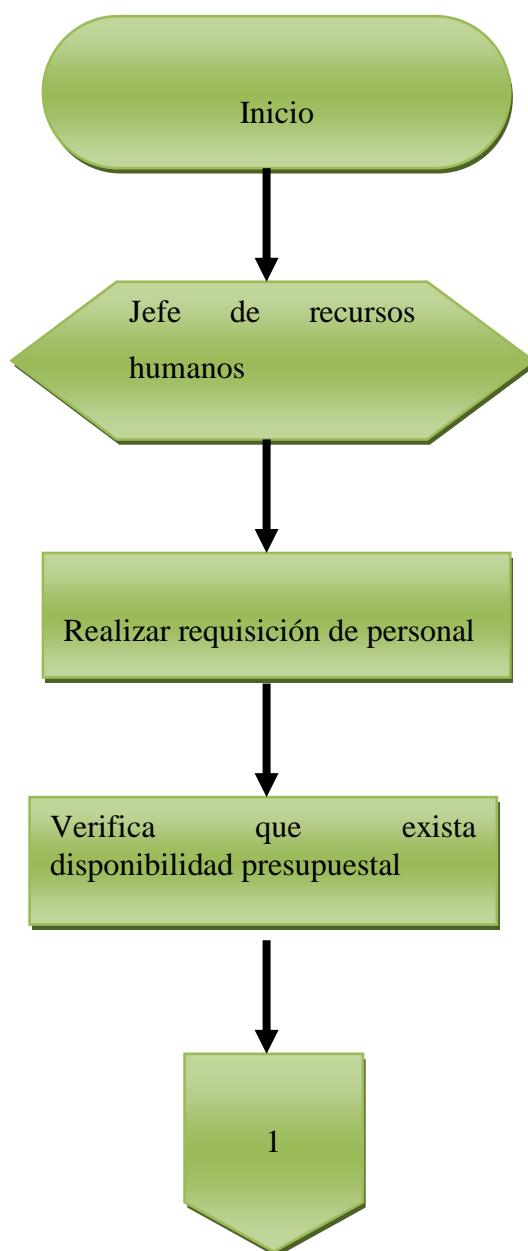 Inicio
Jefe de recursos
humanos
Realizar requisición de personal
Verifica que exista
disponibilidad presupuestal
1